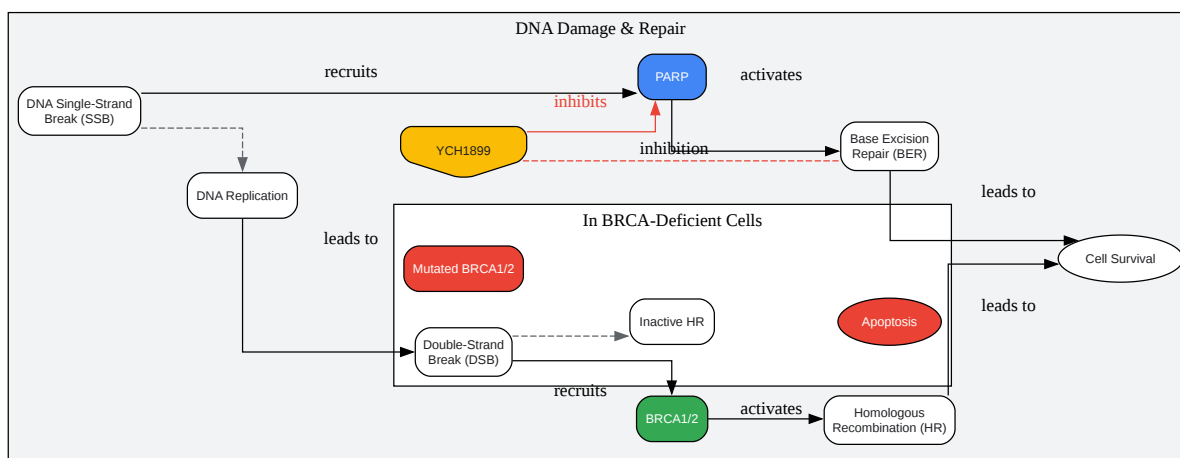 DNA Damage & Repair
recruits
PARP
activates
DNA Single-Strand
Break (SSB)
inhibits
YCH1899
inhibition
Base Excision
Repair (BER)
DNA Replication
leads to
In BRCA-Deficient Cells
leads to
Mutated BRCA1/2
Cell Survival
Inactive HR
Apoptosis
leads to
Double-Strand
Break (DSB)
recruits
BRCA1/2
activates
Homologous
Recombination (HR)